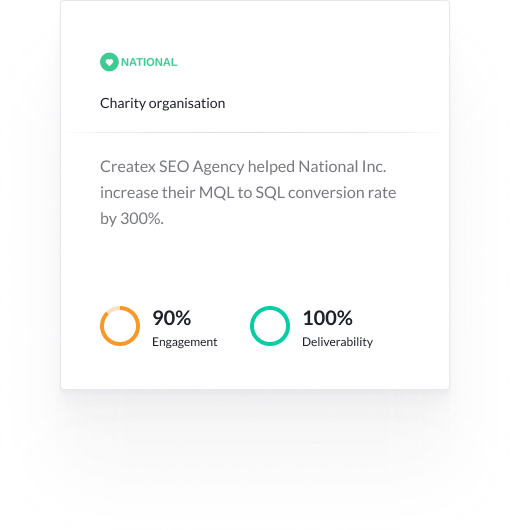 NATIONAL
Charity organisation
Createx SEO Agency helped National Inc.
increase their MQL to SQL conversion rate
by 300%.
90%
Engagement
100%
Deliverability